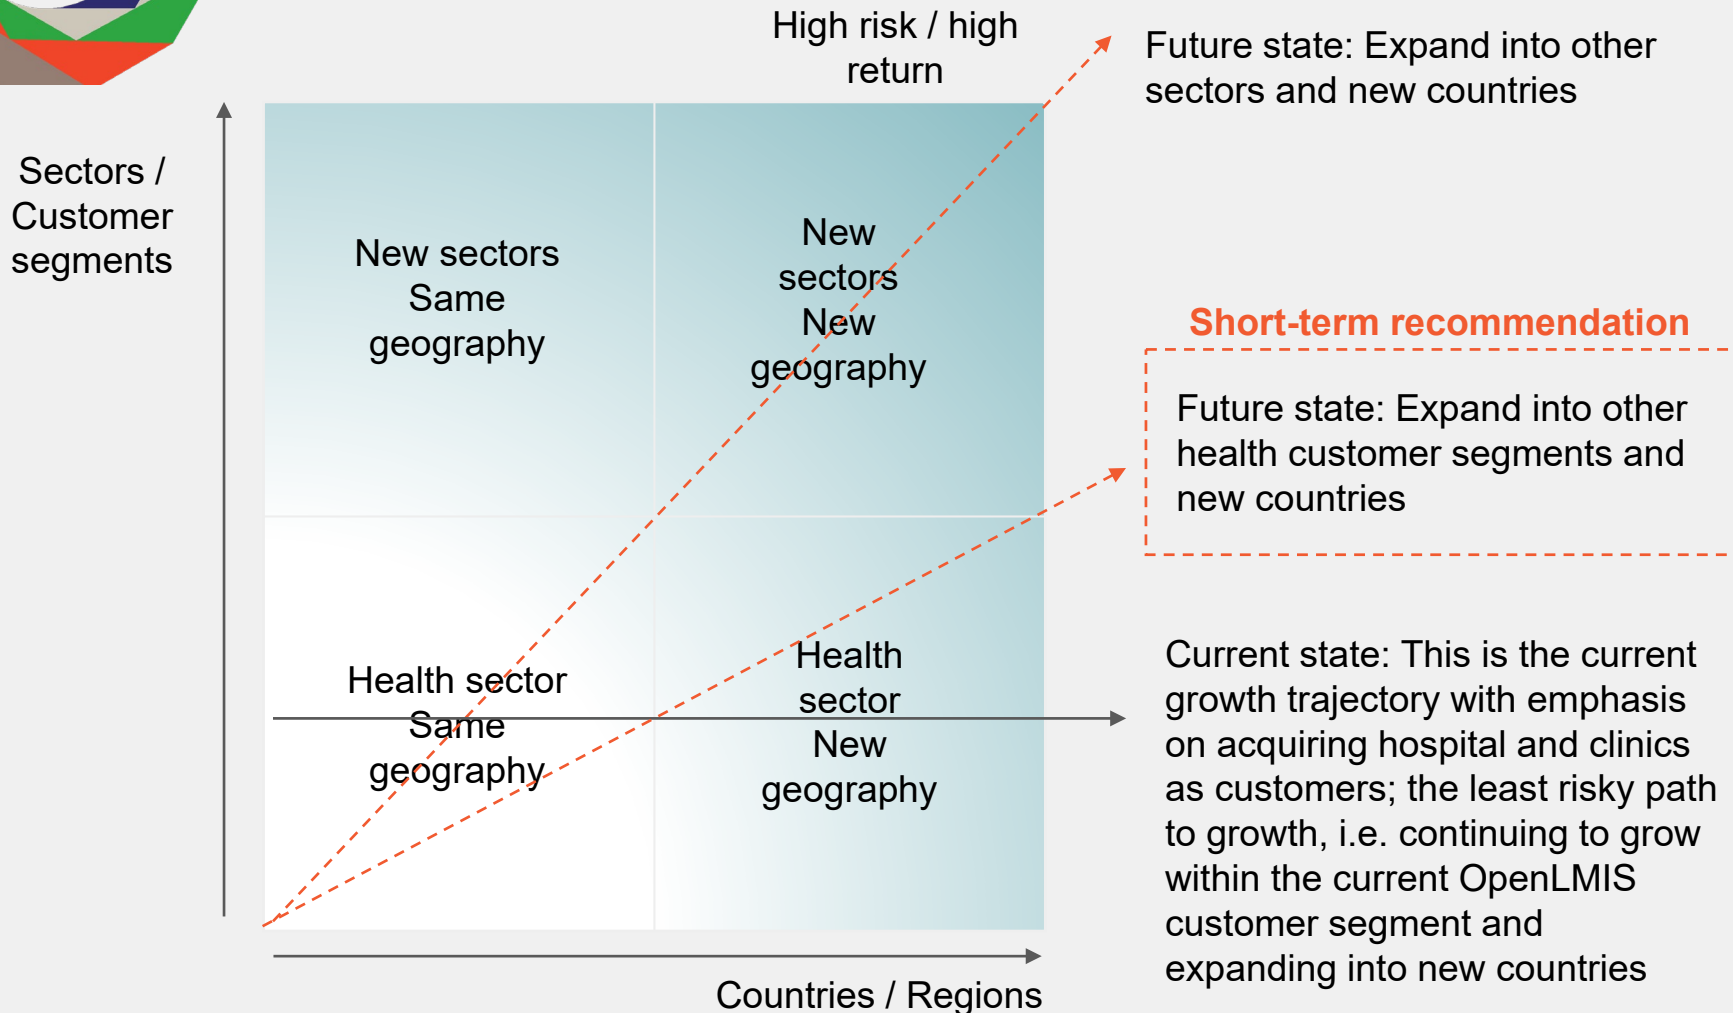 High risk / high
return
Future state: Expand into other
sectors and new countries
Sectors /
Customer
segments
New sectors
Same
geography
New
sectors
New
geography
Short-term recommendation
Future state: Expand into other
health customer segments and
new countries
Health sector
Same
geography
Health
sector
New
geography
Current state: This is the current
growth trajectory with emphasis
on acquiring hospital and clinics
as customers; the least risky path
to growth, i.e. continuing to grow
within the current OpenLMIS
customer segment and
expanding into new countries
Countries / Regions